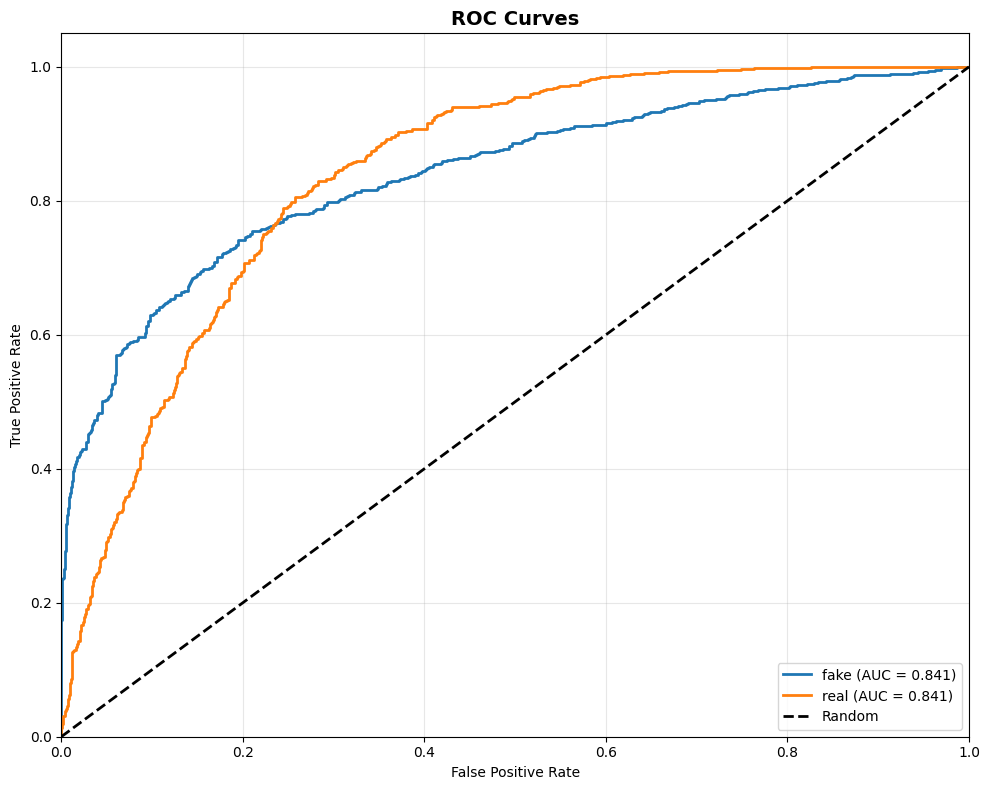 ROC Curves
True Positive Rate
1.0
0.8
0.6
0.4
0.2
0.0
0.0 0.2 0.4 0.6 0.8 1.0
False Positive Rate
fake (AUC = 0.841)
real (AUC = 0.841)
Random